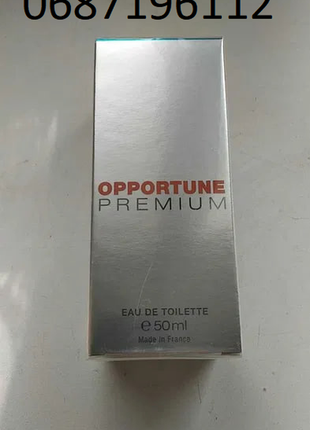 0687196112
OPPORTUNE
PREMIUM
EAU DE TOILETTE
℮ 50ml
Made in France